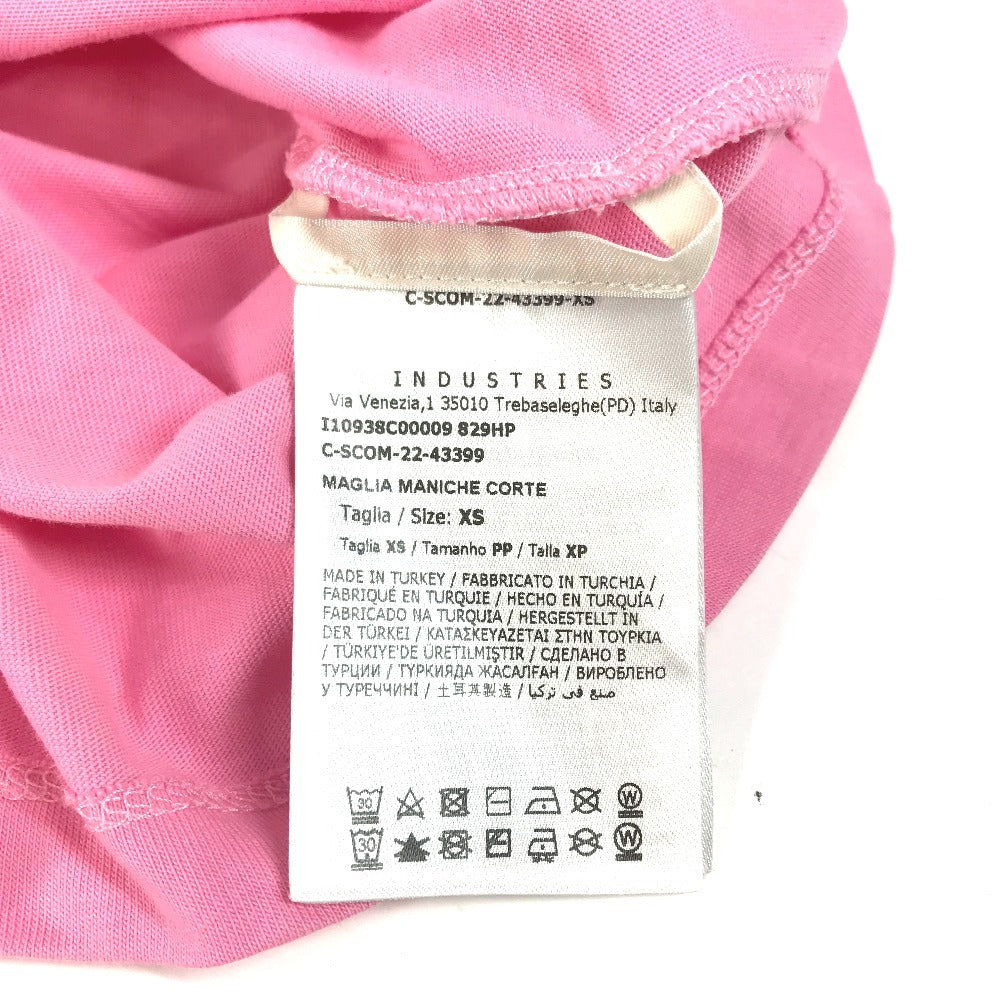 C-SCOM-22-43399-XS
INDUSTRIES
Via Venezia,1 35010 Trebaseleghe(PD) Italy
I10938C00009 829HP
C-SCOM-22-43399
MAGLIA MANICHE CORTE
Taglia / Size: XS
Taglia XS / Tamanho PP / Talla XP
MADE IN TURKEY / FABBRICATO IN TURCHIA /
FABRIQUÉ EN TURQUIE / HECHO EN TURQUÍA /
FABRICADO NA TURQUIA / HERGESTELLT IN
DER TÜRKEI / ΚΑΤΑΣΚΕΥΑΖΕΤΑΙ ΣΤΗΝ ΤΟΥΡΚΙΑ
/ TÜRKİYE'DE ÜRETİLMİŞTİR / СДЕЛАНО В
ТУРЦИИ / ТҮРКИЯДА ЖАСАЛҒАН / ВИРОБЛЕНО
У ТУРЕЧЧИНІ / 土耳其製造 / صنع في تركيا
30 W
30 W